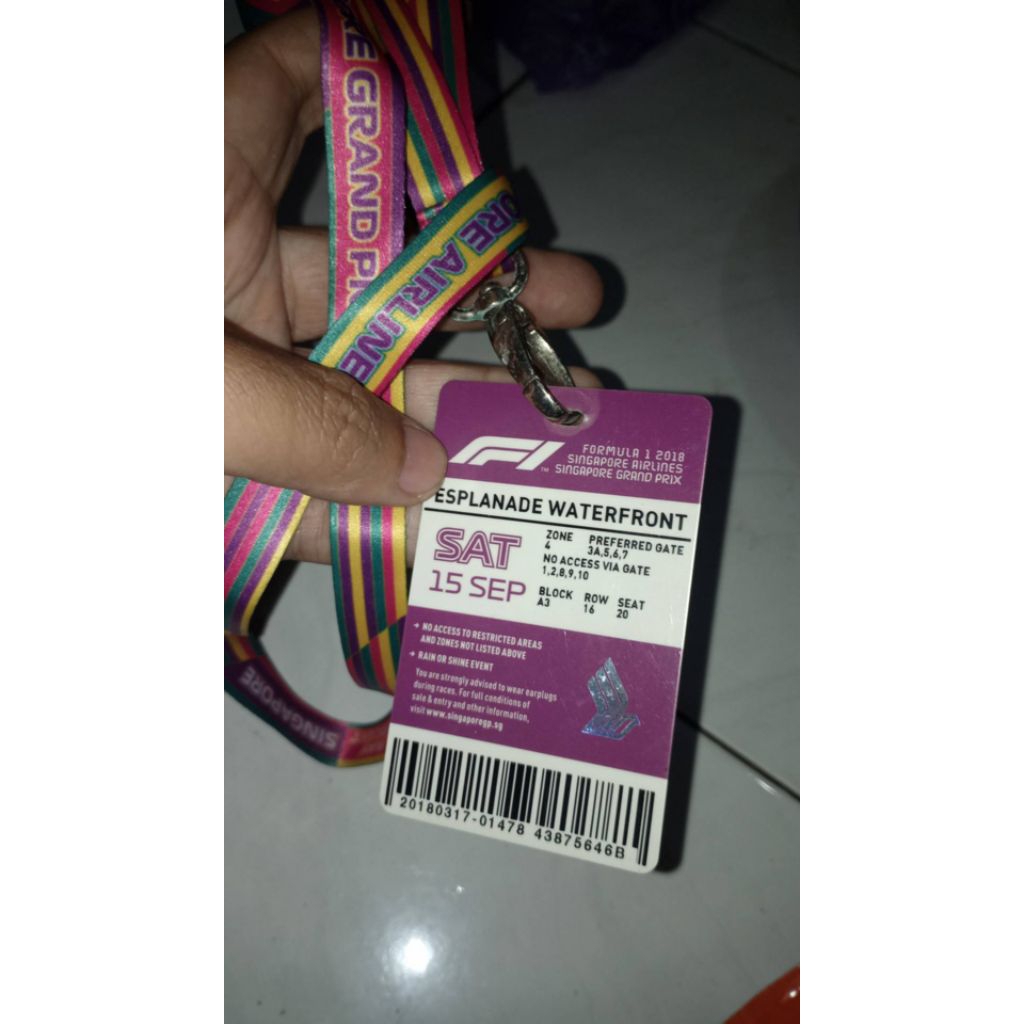 RE GRAND PRI
ORE AIRLINE
SINGAPORE
F1™
FORMULA 1 2018
SINGAPORE AIRLINES
SINGAPORE GRAND PRIX
ESPLANADE WATERFRONT
SAT
15 SEP
ZONE PREFERRED GATE
4 3A,5,6,7
NO ACCESS VIA GATE
1,2,8,9,10
BLOCK ROW SEAT
A3 16 20
NO ACCESS TO RESTRICTED AREAS
AND ZONES NOT LISTED ABOVE
RAIN OR SHINE EVENT
You are strongly advised to wear earplugs
during races. For full conditions of
sale & entry and other information,
visit www.singaporegp.sg
20180317-01478 43875646B